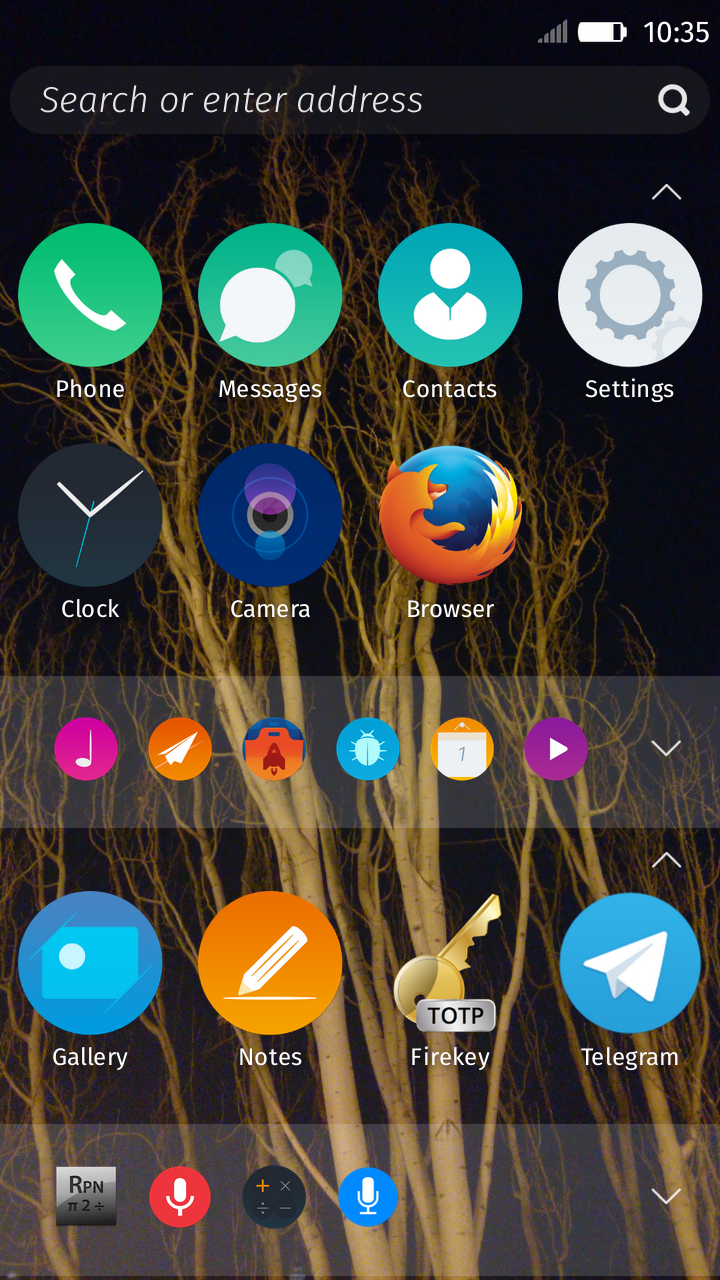 10:35
Search or enter address
Phone Messages Contacts Settings
Clock Camera Browser
1
TOTP
Gallery Notes Firekey Telegram
RPN
π 2 ÷
+ ×
÷ −